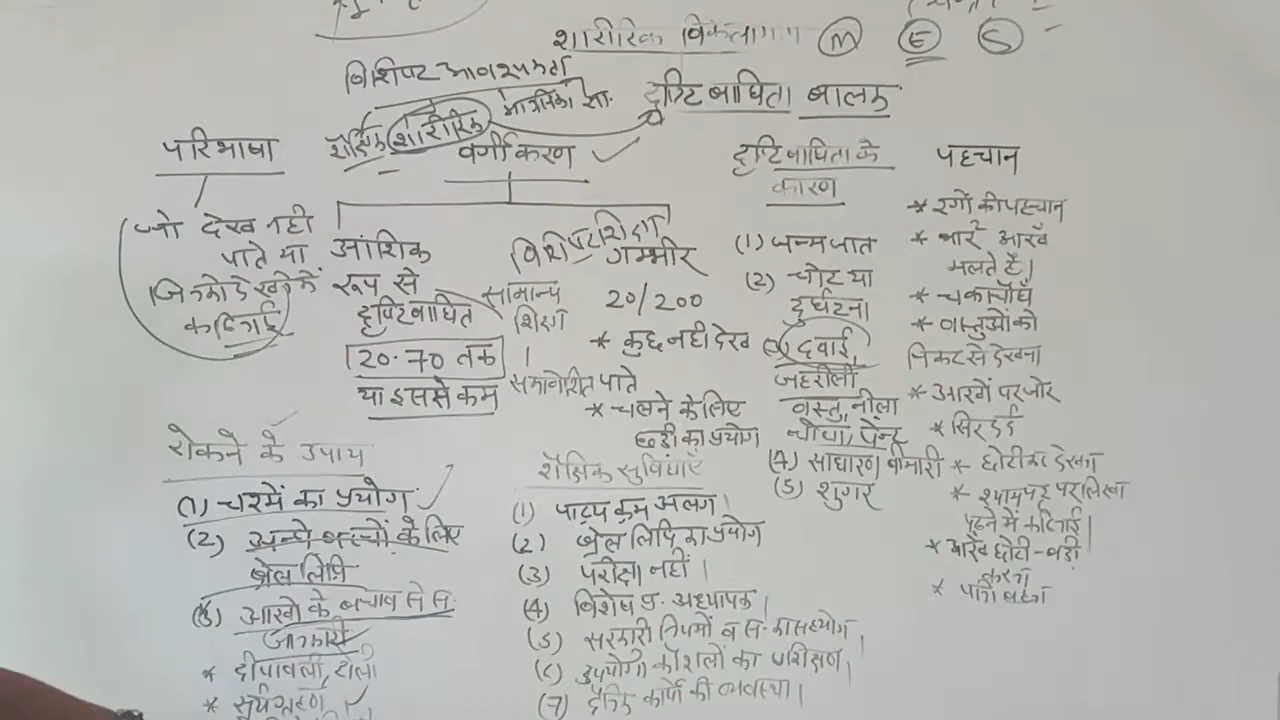 शारीरिक विकलांगता M E S
विशिष्ट आवश्यकता
शैक्षिक शारीरिक
दृष्टिबाधिता बालक
परिभाषा
जो देख नही
पाते या
जिनको देखने में
कठिनाई
वर्गीकरण
आंशिक
रूप से
दृष्टिबाधित
20.70 तक
या इससे कम
विशिष्ट शिक्षा
गम्भीर
सामान्य
शिक्षा
समावेशित
20/200
* कुछ नही देख
पाते
* चलने के लिए
छड़ी का प्रयोग
दृष्टिबाधिता के
कारण
(1) जन्मजात
(2) चोट या
दुर्घटना
(3) दवाई,
जहरीली
वस्तु, नीला
थोथा, पेन्ट
(4) साधारण बीमारी
(5) शुगर
पहचान
* रंगों की पहचान
* बार आँख
मलते है।
* चकाचौंध
* वस्तुओं को
निकट से देखना
* आंखों पर जोर
* सिर दर्द
* छोटी का देखना
* श्यामपट्ट पर लिखा
पढ़ने में कठिनाई।
* आँख छोटी-बड़ी
करना
* पानी बहना
रोकने के उपाय
(1) चश्में का प्रयोग
(2) अन्धे बच्चों के लिए
ब्रेल लिपि
(3) आखों के बचाव से स.
जानकारी
* दीपावली, होली
* सूर्यग्रहण
शैक्षिक सुविधाएँ
(1) पाठ्यक्रम अलग।
(2) ब्रेल लिपि का प्रयोग
(3) परीक्षा नहीं।
(4) विशेष प्र. अध्यापक।
(5) सरकारी नियमों व स. का सहयोग।
(6) उपयोगी कौशलों का प्रशिक्षण।
(7) दैनिक कार्यो की व्यवस्था।